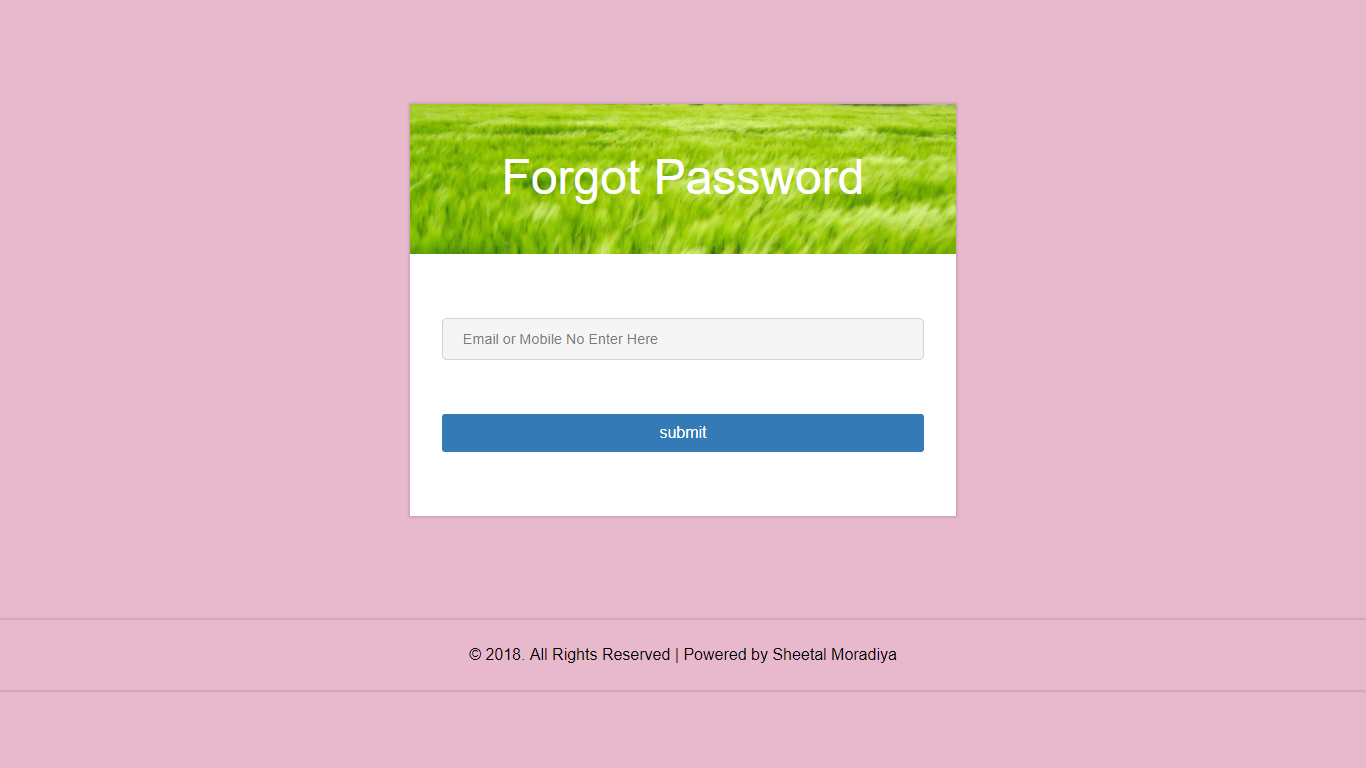 Forgot Password
Email or Mobile No Enter Here
submit
© 2018. All Rights Reserved | Powered by Sheetal Moradiya